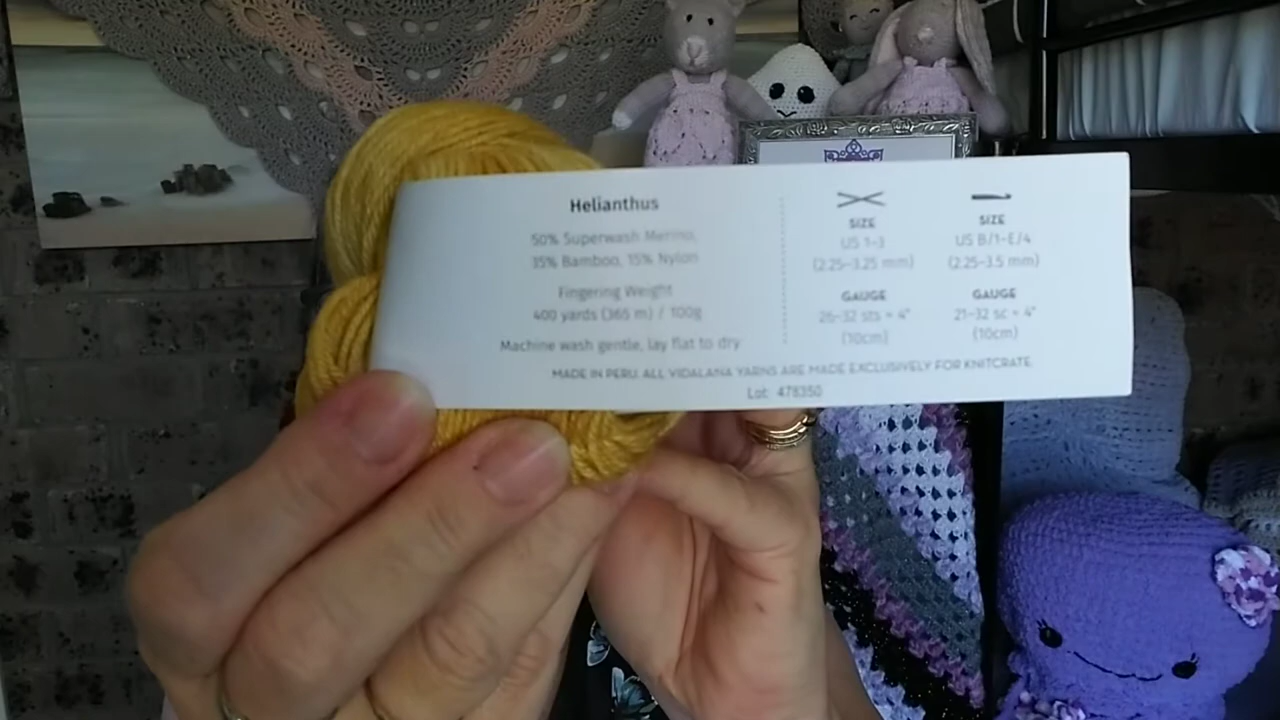 Helianthus
50% Superwash Merino,
35% Bamboo, 15% Nylon
Fingering Weight
400 yards (365 m) / 100g
Machine wash gentle, lay flat to dry
SIZE
US 1-3
(2.25-3.25 mm)
GAUGE
26-32 sts = 4"
(10cm)
SIZE
US B/1-E/4
(2.25-3.5 mm)
GAUGE
21-32 sc = 4"
(10cm)
MADE IN PERU. ALL VIDALANA YARNS ARE MADE EXCLUSIVELY FOR KNITCRATE.
Lot: 478350